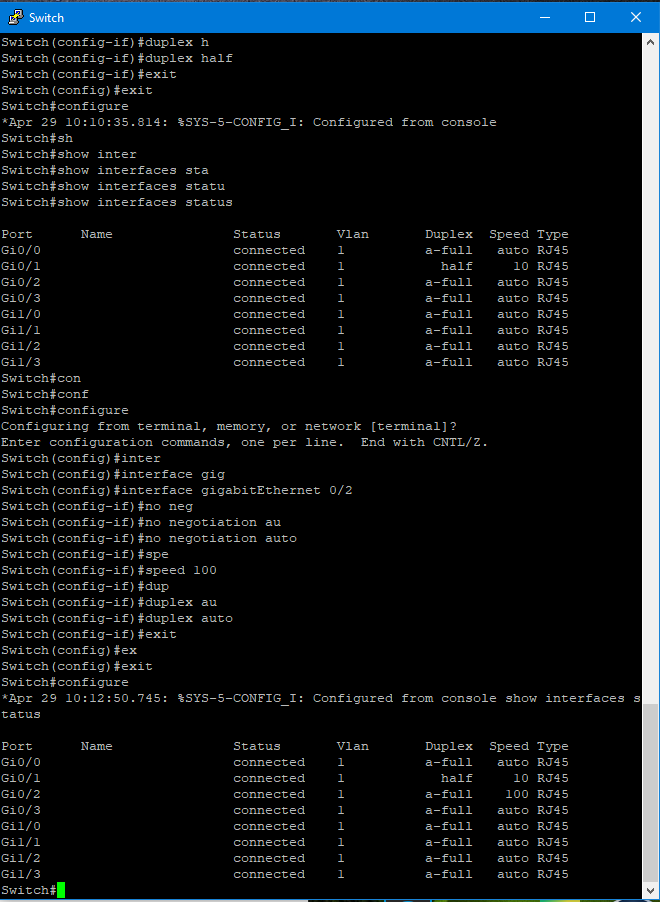 Switch
Switch(config-if)#duplex h
Switch(config-if)#duplex half
Switch(config-if)#exit
Switch(config)#exit
Switch#configure
*Apr 29 10:10:35.814: %SYS-5-CONFIG_I: Configured from console
Switch#sh
Switch#show inter
Switch#show interfaces sta
Switch#show interfaces statu
Switch#show interfaces status
Port      Name               Status       Vlan       Duplex  Speed Type
Gi0/0                        connected    1          a-full   auto RJ45
Gi0/1                        connected    1            half     10 RJ45
Gi0/2                        connected    1          a-full   auto RJ45
Gi0/3                        connected    1          a-full   auto RJ45
Gi1/0                        connected    1          a-full   auto RJ45
Gi1/1                        connected    1          a-full   auto RJ45
Gi1/2                        connected    1          a-full   auto RJ45
Gi1/3                        connected    1          a-full   auto RJ45
Switch#con
Switch#conf
Switch#configure
Configuring from terminal, memory, or network [terminal]?
Enter configuration commands, one per line.  End with CNTL/Z.
Switch(config)#inter
Switch(config)#interface gig
Switch(config)#interface gigabitEthernet 0/2
Switch(config-if)#no neg
Switch(config-if)#no negotiation au
Switch(config-if)#no negotiation auto
Switch(config-if)#spe
Switch(config-if)#speed 100
Switch(config-if)#dup
Switch(config-if)#duplex au
Switch(config-if)#duplex auto
Switch(config-if)#exit
Switch(config)#ex
Switch(config)#exit
Switch#configure
*Apr 29 10:12:50.745: %SYS-5-CONFIG_I: Configured from console show interfaces s
tatus
Port      Name               Status       Vlan       Duplex  Speed Type
Gi0/0                        connected    1          a-full   auto RJ45
Gi0/1                        connected    1            half     10 RJ45
Gi0/2                        connected    1          a-full    100 RJ45
Gi0/3                        connected    1          a-full   auto RJ45
Gi1/0                        connected    1          a-full   auto RJ45
Gi1/1                        connected    1          a-full   auto RJ45
Gi1/2                        connected    1          a-full   auto RJ45
Gi1/3                        connected    1          a-full   auto RJ45
Switch#